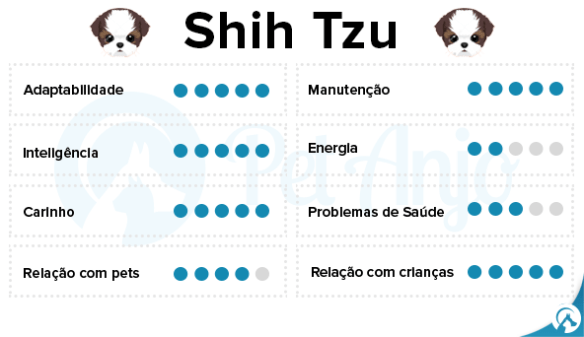 Shih Tzu
Adaptabilidade
Manutenção
Inteligência
Energia
Carinho
Problemas de Saúde
Relação com pets
Relação com crianças
Pet Anjo